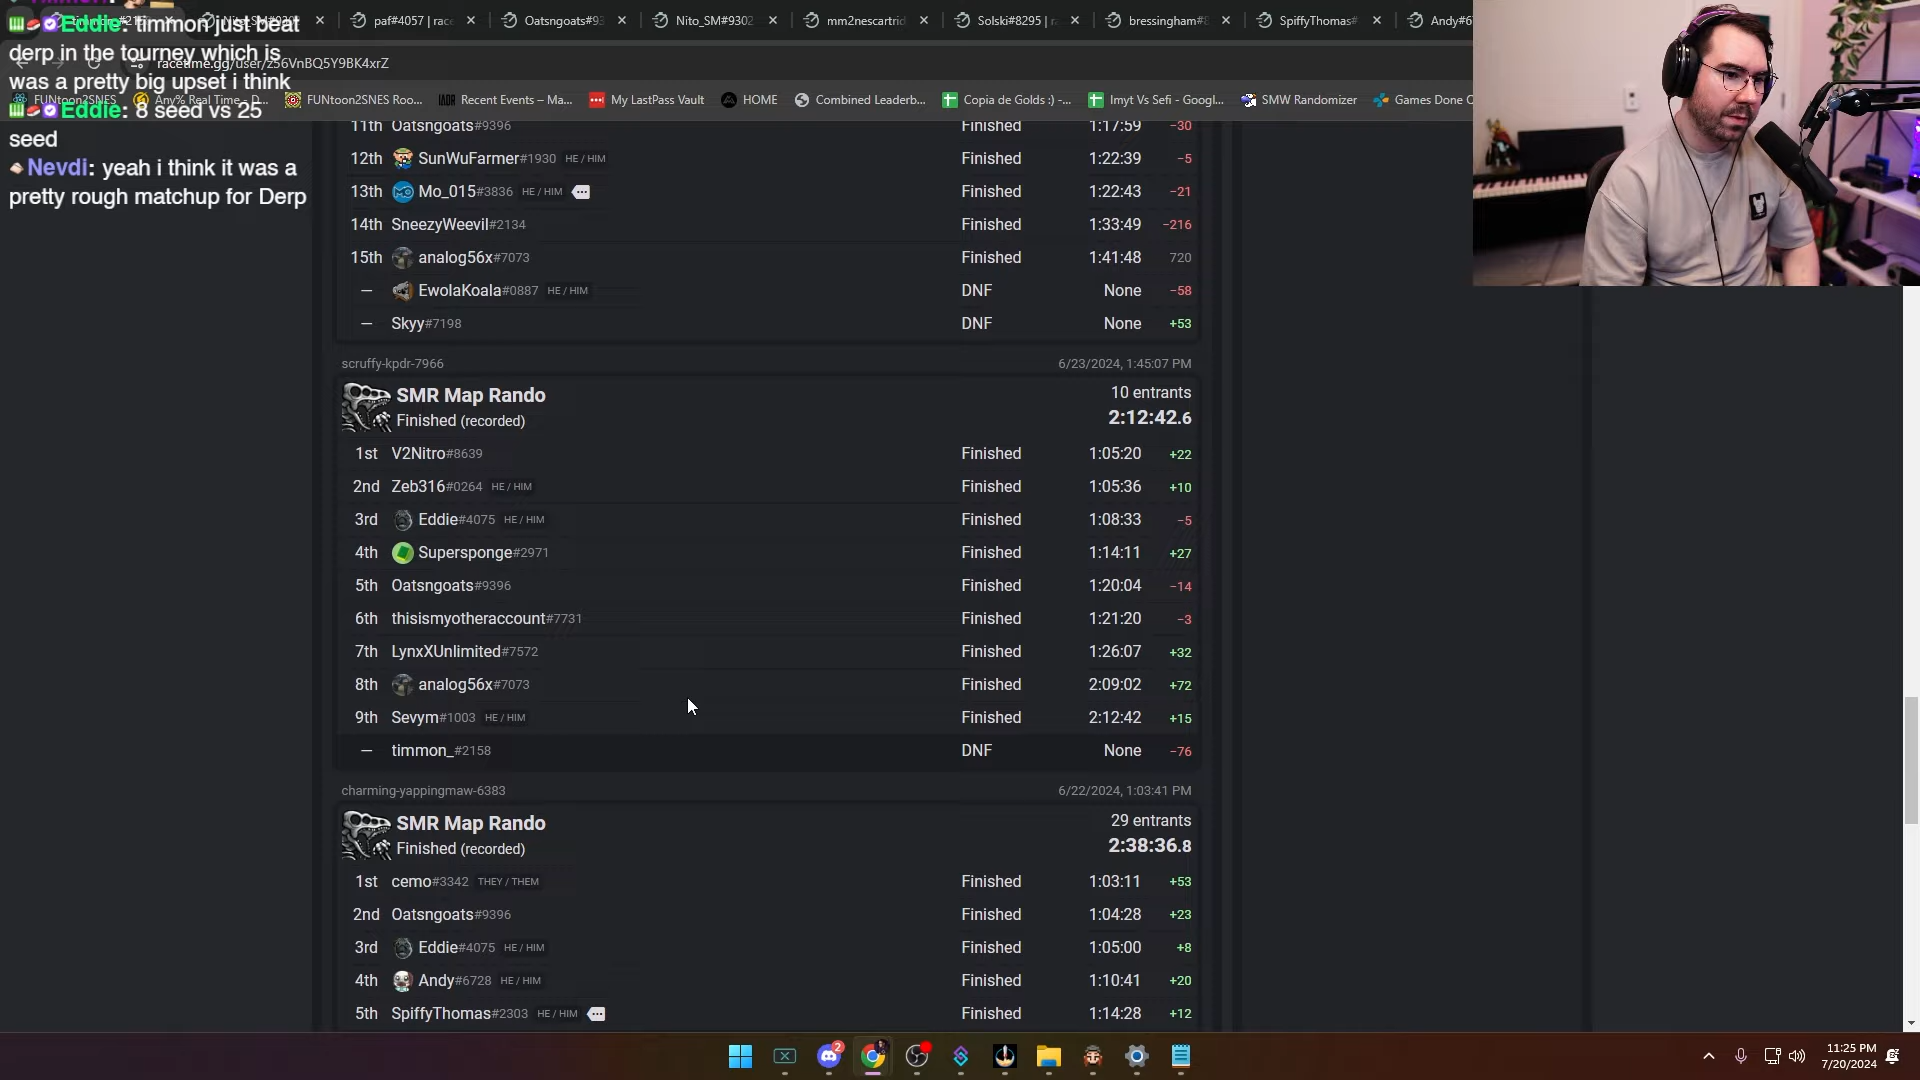 paf#4057 | race
Oatsngoats#93
Nito_SM#9302
mm2nescartrid
Solski#8295 | ra
bressingham#8
SpiffyThomas#
Andy#67
Eddie: timmon just beat
derp in the tourney which is
was a pretty big upset i think
Eddie: 8 seed vs 25
seed
Nevdi: yeah i think it was a
pretty rough matchup for Derp
racetime.gg/user/z56VnBQ5Y9BK4xrZ
FUNtoon2SNES
Any% Real Time - D...
FUNtoon2SNES Roo...
Recent Events – Ma...
My LastPass Vault
HOME
Combined Leaderb...
Copia de Golds :) -...
Imyt Vs Sefi - Googl...
SMW Randomizer
Games Done C
11th Oatsngoats#9396 Finished 1:17:59 −30
12th SunWuFarmer#1930 HE / HIM Finished 1:22:39 −5
13th Mo_015#3836 HE / HIM Finished 1:22:43 −21
14th SneezyWeevil#2134 Finished 1:33:49 −216
15th analog56x#7073 Finished 1:41:48 720
— EwolaKoala#0887 HE / HIM DNF None −58
— Skyy#7198 DNF None +53
scruffy-kpdr-7966 6/23/2024, 1:45:07 PM
SMR Map Rando 10 entrants
Finished (recorded) 2:12:42.6
1st V2Nitro#8639 Finished 1:05:20 +22
2nd Zeb316#0264 HE / HIM Finished 1:05:36 +10
3rd Eddie#4075 HE / HIM Finished 1:08:33 −5
4th Supersponge#2971 Finished 1:14:11 +27
5th Oatsngoats#9396 Finished 1:20:04 −14
6th thisismyotheraccount#7731 Finished 1:21:20 −3
7th LynxXUnlimited#7572 Finished 1:26:07 +32
8th analog56x#7073 Finished 2:09:02 +72
9th Sevym#1003 HE / HIM Finished 2:12:42 +15
— timmon_#2158 DNF None −76
charming-yappingmaw-6383 6/22/2024, 1:03:41 PM
SMR Map Rando 29 entrants
Finished (recorded) 2:38:36.8
1st cemo#3342 THEY / THEM Finished 1:03:11 +53
2nd Oatsngoats#9396 Finished 1:04:28 +23
3rd Eddie#4075 HE / HIM Finished 1:05:00 +8
4th Andy#6728 HE / HIM Finished 1:10:41 +20
5th SpiffyThomas#2303 HE / HIM Finished 1:14:28 +12
2
11:25 PM
7/20/2024